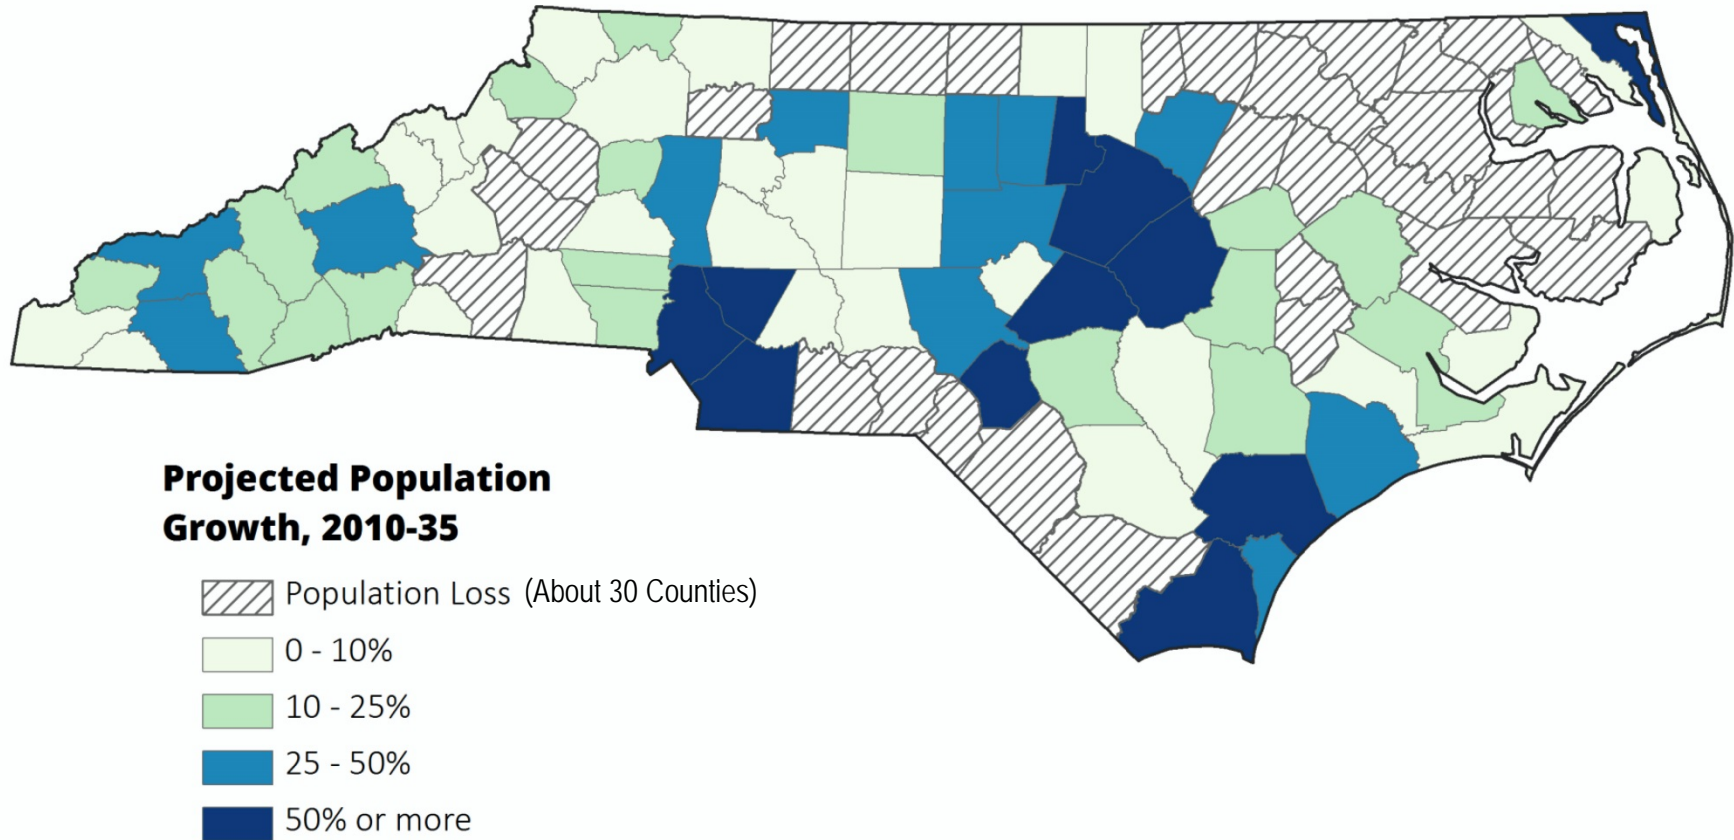 Projected Population
Growth, 2010-35
Population Loss (About 30 Counties)
0 - 10%
10 - 25%
25 - 50%
50% or more